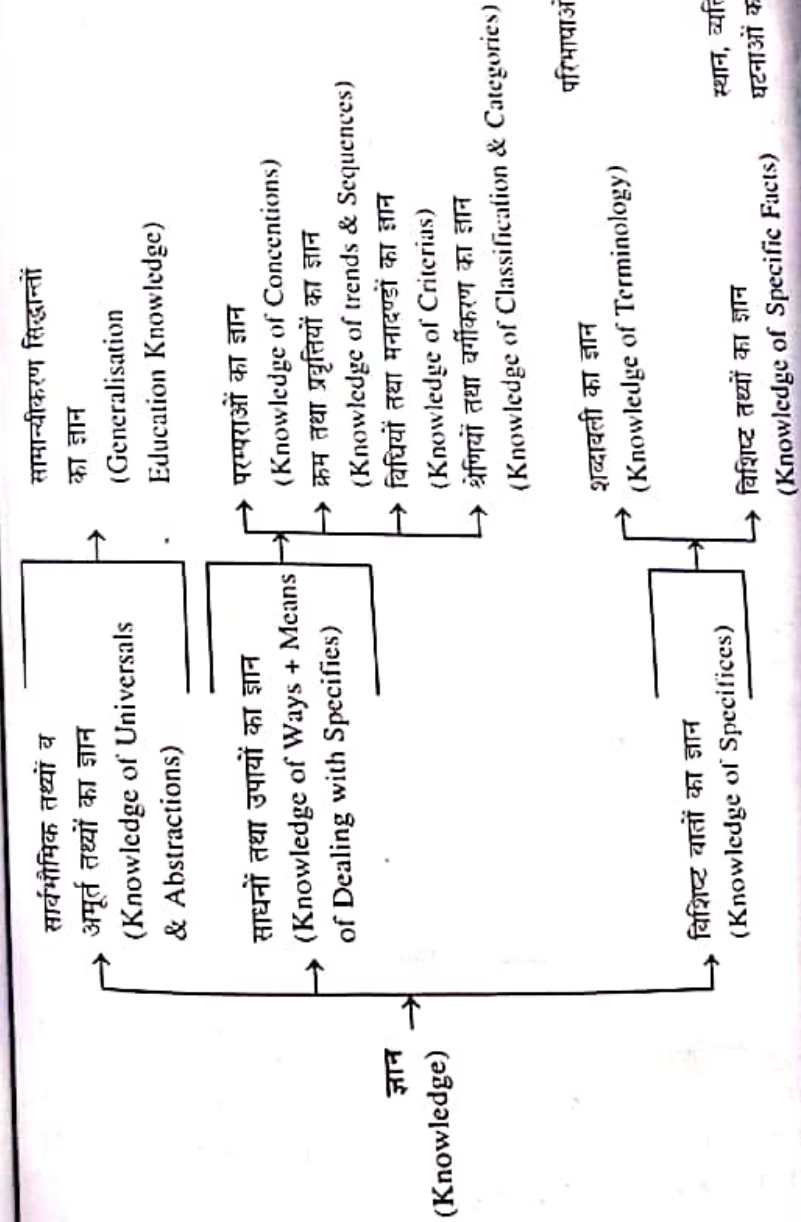 ज्ञान
(Knowledge)
सार्वभौमिक तथ्यों व
अमूर्त तथ्यों का ज्ञान
(Knowledge of Universals
& Abstractions)
सामान्यीकरण सिद्धान्तों
का ज्ञान
(Generalisation
Education Knowledge)
साधनों तथा उपायों का ज्ञान
(Knowledge of Ways + Means
of Dealing with Specifies)
परम्पराओं का ज्ञान
(Knowledge of Concentions)
क्रम तथा प्रवृत्तियों का ज्ञान
(Knowledge of trends & Sequences)
विधियों तथा मनादण्डों का ज्ञान
(Knowledge of Criterias)
श्रेणियों तथा वर्गीकरण का ज्ञान
(Knowledge of Classification & Categories)
विशिष्ट बातों का ज्ञान
(Knowledge of Specifices)
शब्दावली का ज्ञान
(Knowledge of Terminology)
विशिष्ट तथ्यों का ज्ञान
(Knowledge of Specific Facts)
परिभाषाओं
स्थान,
घटनाओं